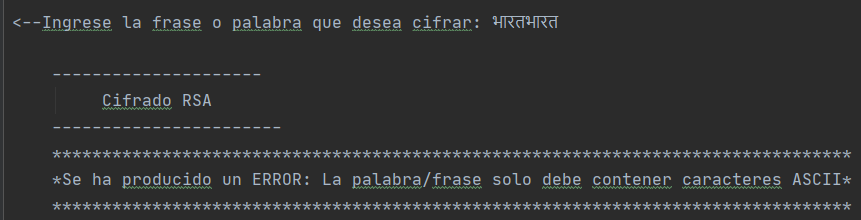 <--Ingrese la frase o palabra que desea cifrar: भारतभारत
---------------------
Cifrado RSA
-----------------------
********************************************************************************
*Se ha producido un ERROR: La palabra/frase solo debe contener caracteres ASCII*
********************************************************************************